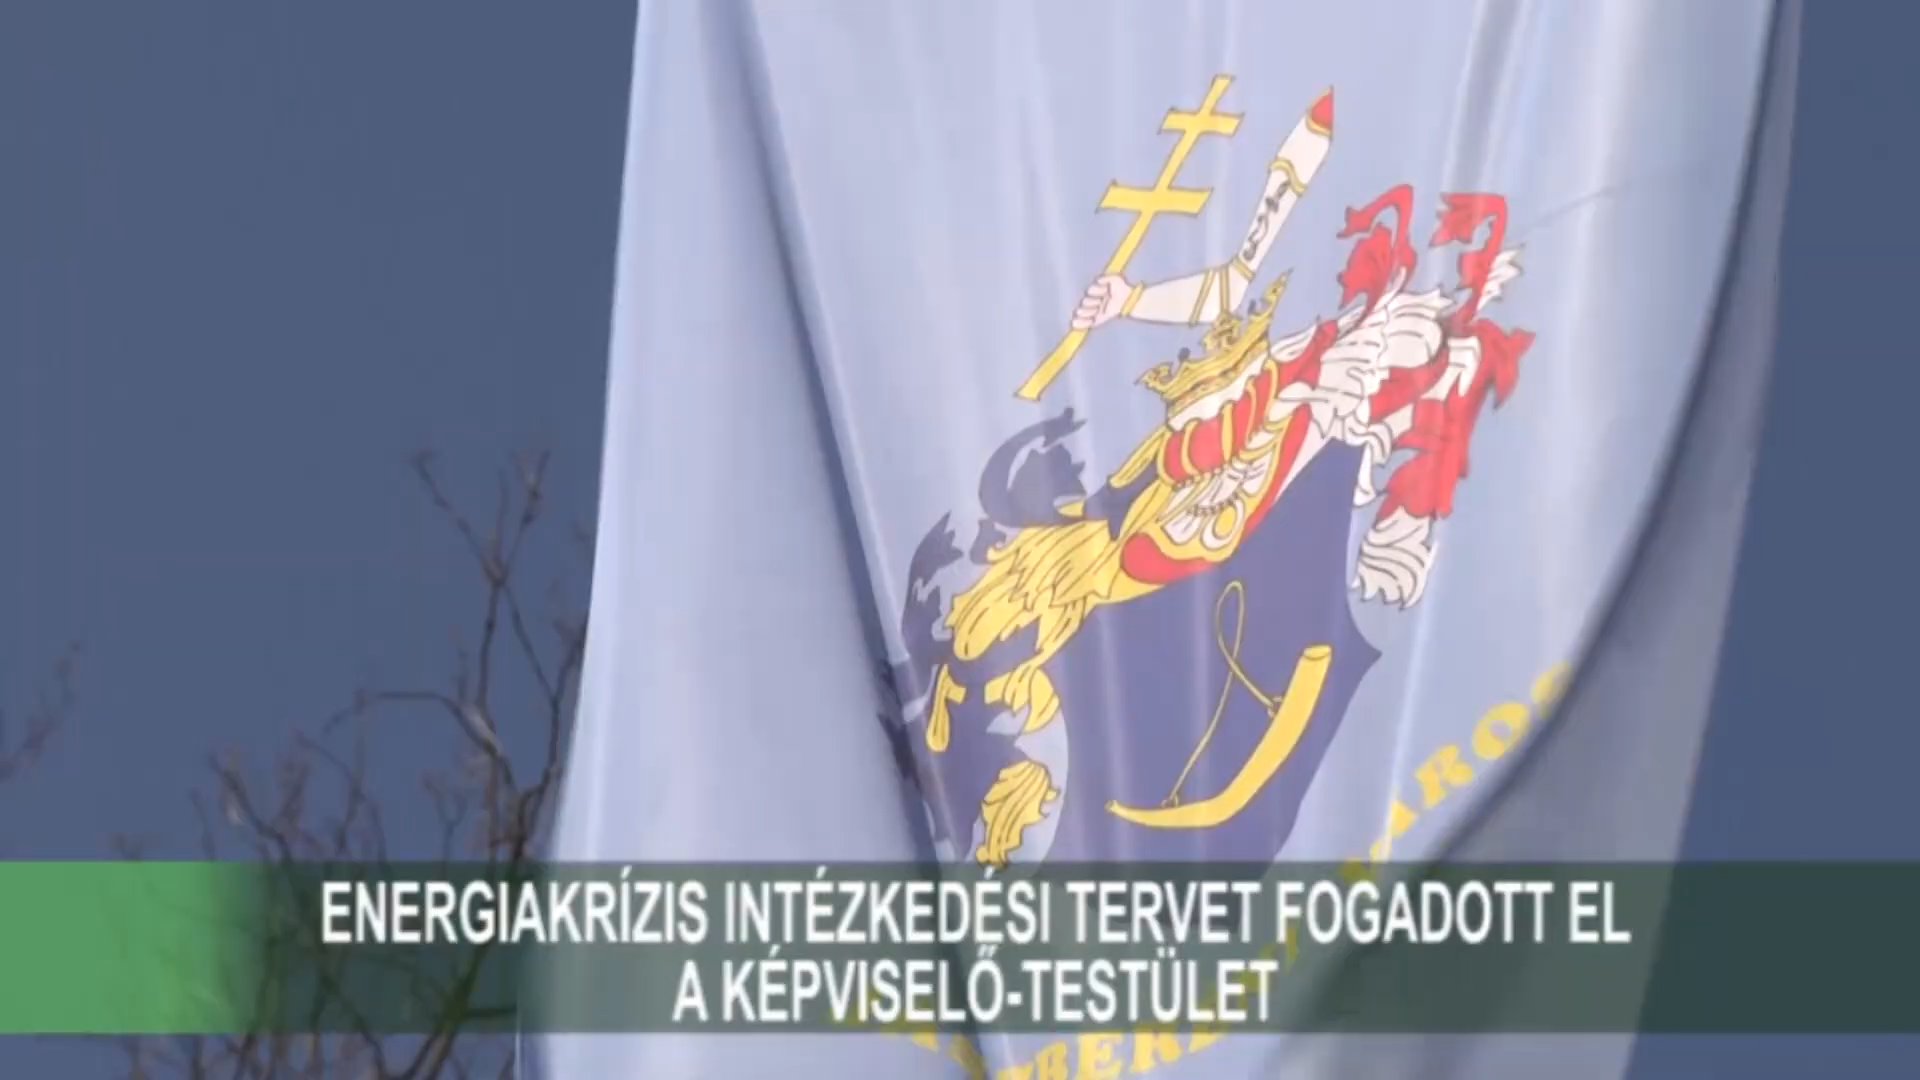 ENERGIAKRÍZIS INTÉZKEDÉSI TERVET FOGADOTT EL
A KÉPVISELŐ-TESTÜLET